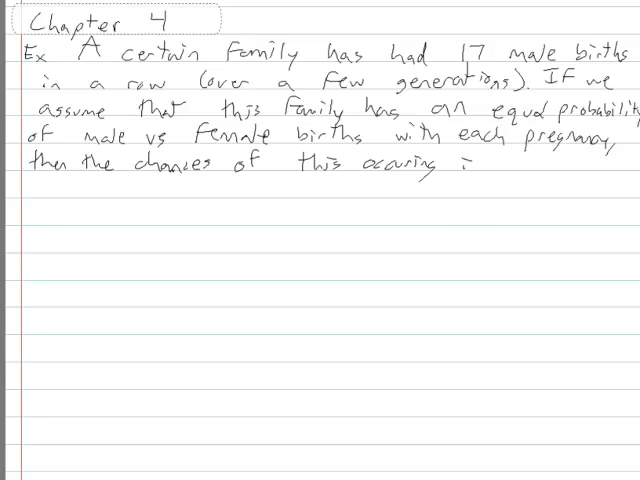 Chapter 4
Ex A certain Family has had 17 male births
in a row (over a few generations). If we
assume that this Family has an equal probability
of male vs Female births with each pregnancy,
then the chances of this occuring i